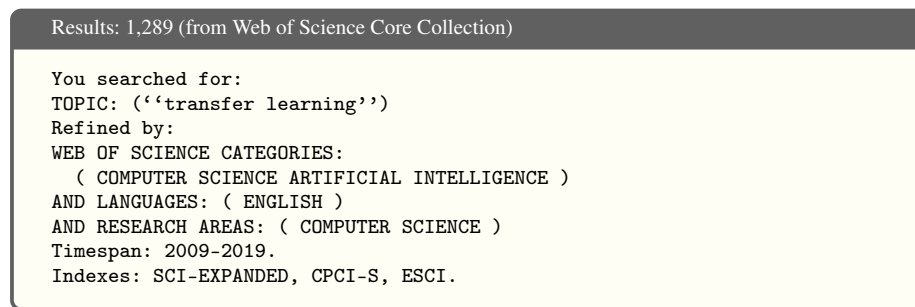 Results: 1,289 (from Web of Science Core Collection)
You searched for:
TOPIC: (‘‘transfer learning’’)
Refined by:
WEB OF SCIENCE CATEGORIES:
( COMPUTER SCIENCE ARTIFICIAL INTELLIGENCE )
AND LANGUAGES: ( ENGLISH )
AND RESEARCH AREAS: ( COMPUTER SCIENCE )
Timespan: 2009-2019.
Indexes: SCI-EXPANDED, CPCI-S, ESCI.